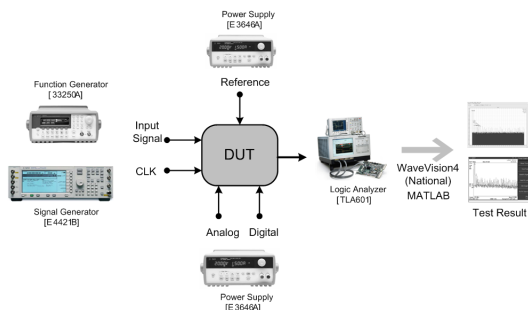 Power Supply
[E3646A]
Reference
Function Generator
[33250A]
Input
Signal
DUT
CLK
Signal Generator
[E4421B]
Logic Analyzer
[TLA601]
WaveVision4
(National)
MATLAB
Test Result
Analog Digital
Power Supply
[E3646A]